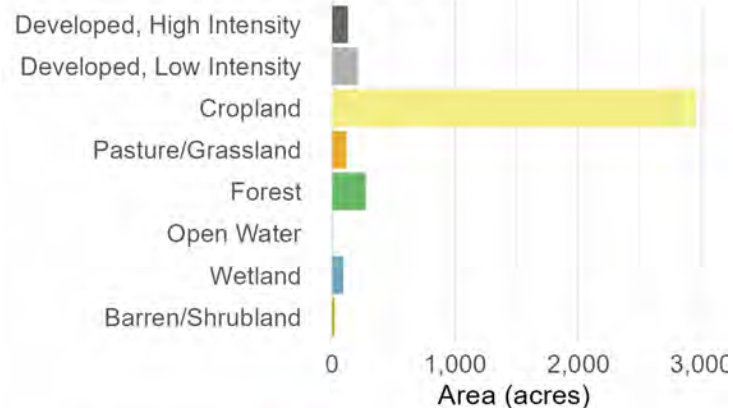 Developed, High Intensity
Developed, Low Intensity
Cropland
Pasture/Grassland
Forest
Open Water
Wetland
Barren/Shrubland
0 1,000 2,000 3,000
Area (acres)